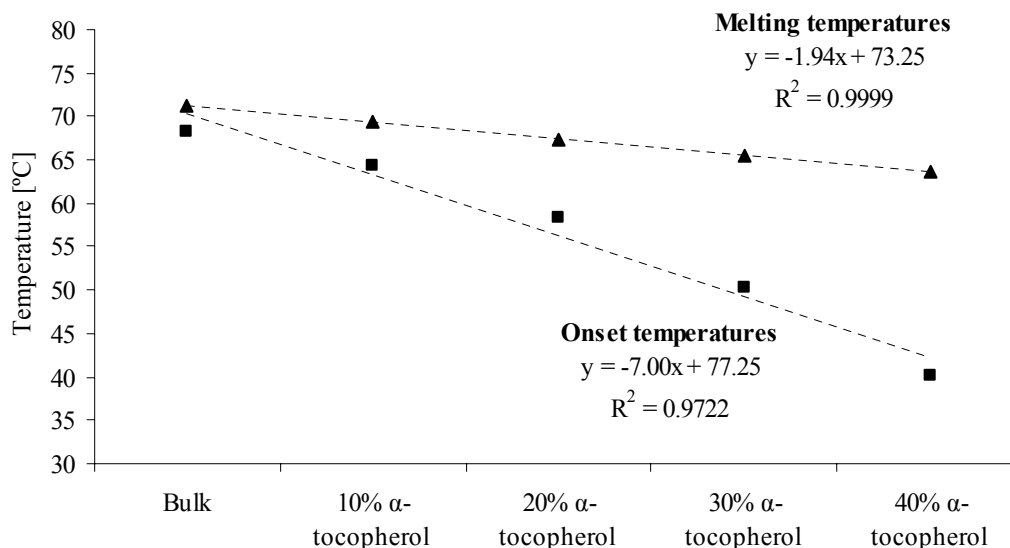 Melting temperatures
y = -1.94x + 73.25
R² = 0.9999
80
75
70
65
60
55
50
45
40
35
30
Temperature [ºC]
Onset temperatures
y = -7.00x + 77.25
R² = 0.9722
Bulk
10% α-
tocopherol
20% α-
tocopherol
30% α-
tocopherol
40% α-
tocopherol